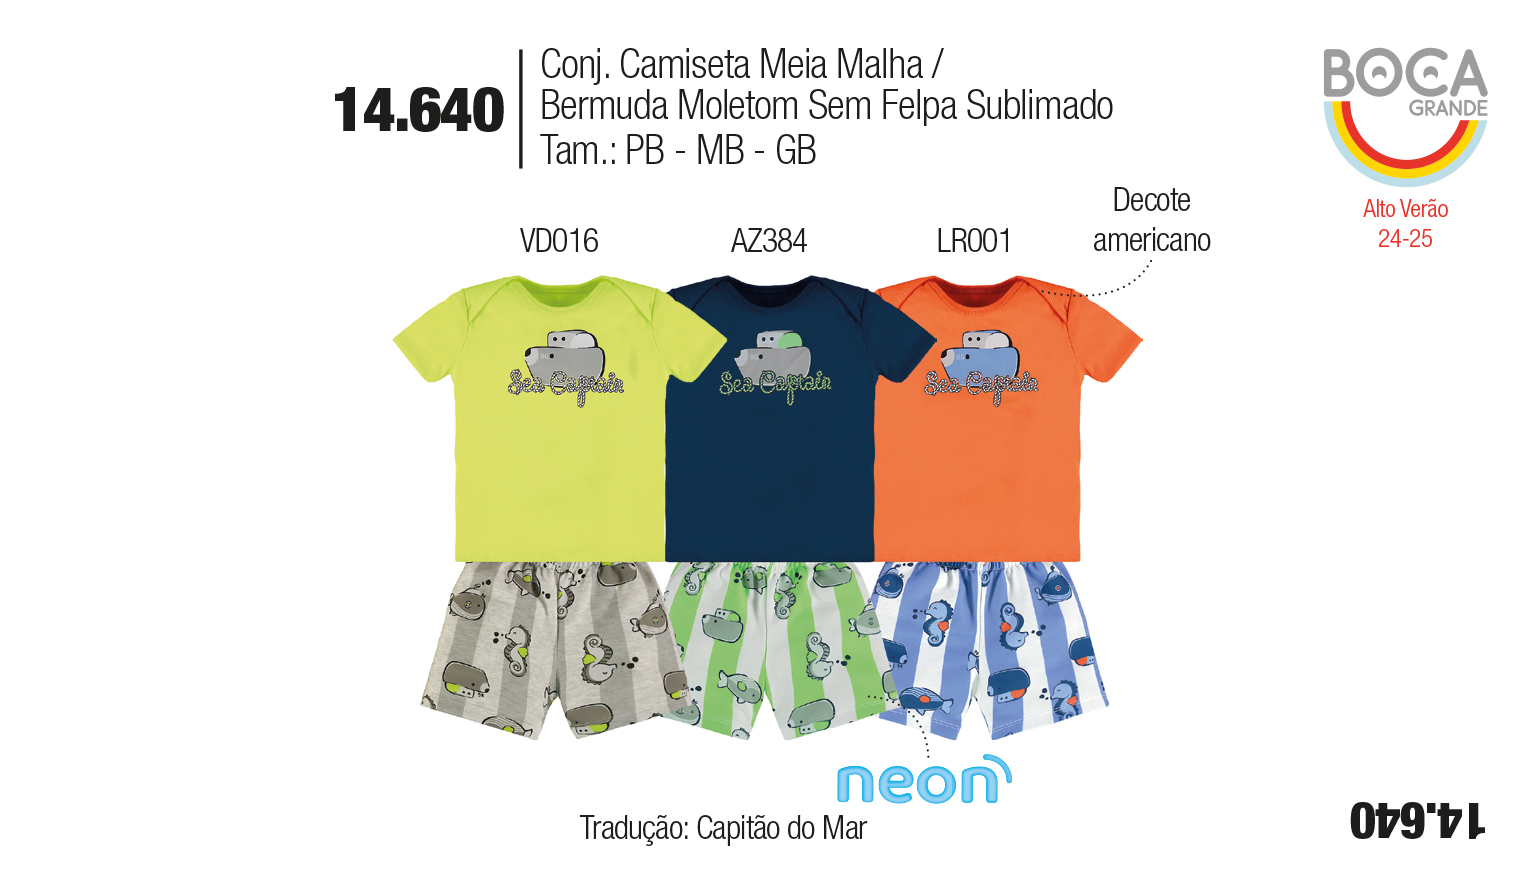 14.640
Conj. Camiseta Meia Malha /
Bermuda Moletom Sem Felpa Sublimado
Tam.: PB - MB - GB
BOCA
GRANDE
Alto Verão
24-25
Decote
americano
VD016
AZ384
LR001
Sea Captain
Sea Captain
Sea Captain
neon
Tradução: Capitão do Mar
14.640